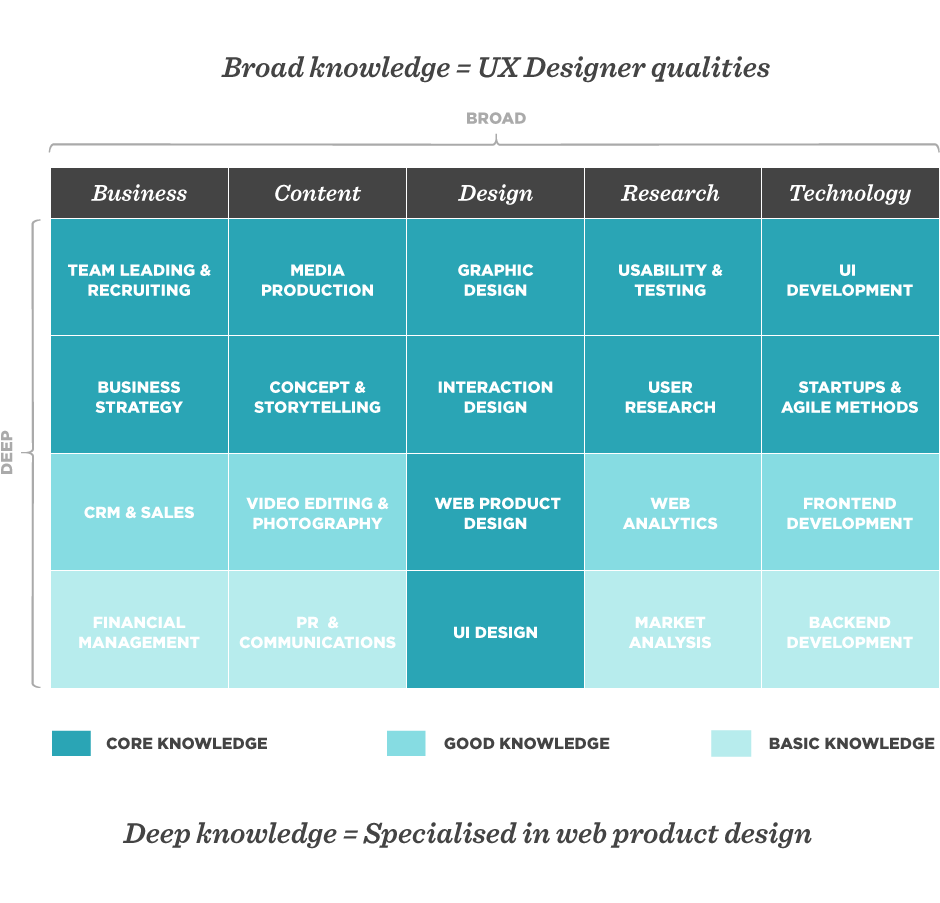 Broad knowledge = UX Designer qualities
BROAD
Business
Content
Design
Research
Technology
DEEP
TEAM LEADING &
RECRUITING
MEDIA
PRODUCTION
GRAPHIC
DESIGN
USABILITY &
TESTING
UI
DEVELOPMENT
BUSINESS
STRATEGY
CONCEPT &
STORYTELLING
INTERACTION
DESIGN
USER
RESEARCH
STARTUPS &
AGILE METHODS
CRM & SALES
VIDEO EDITING &
PHOTOGRAPHY
WEB PRODUCT
DESIGN
WEB
ANALYTICS
FRONTEND
DEVELOPMENT
FINANCIAL
MANAGEMENT
PR &
COMMUNICATIONS
UI DESIGN
MARKET
ANALYSIS
BACKEND
DEVELOPMENT
CORE KNOWLEDGE
GOOD KNOWLEDGE
BASIC KNOWLEDGE
Deep knowledge = Specialised in web product design